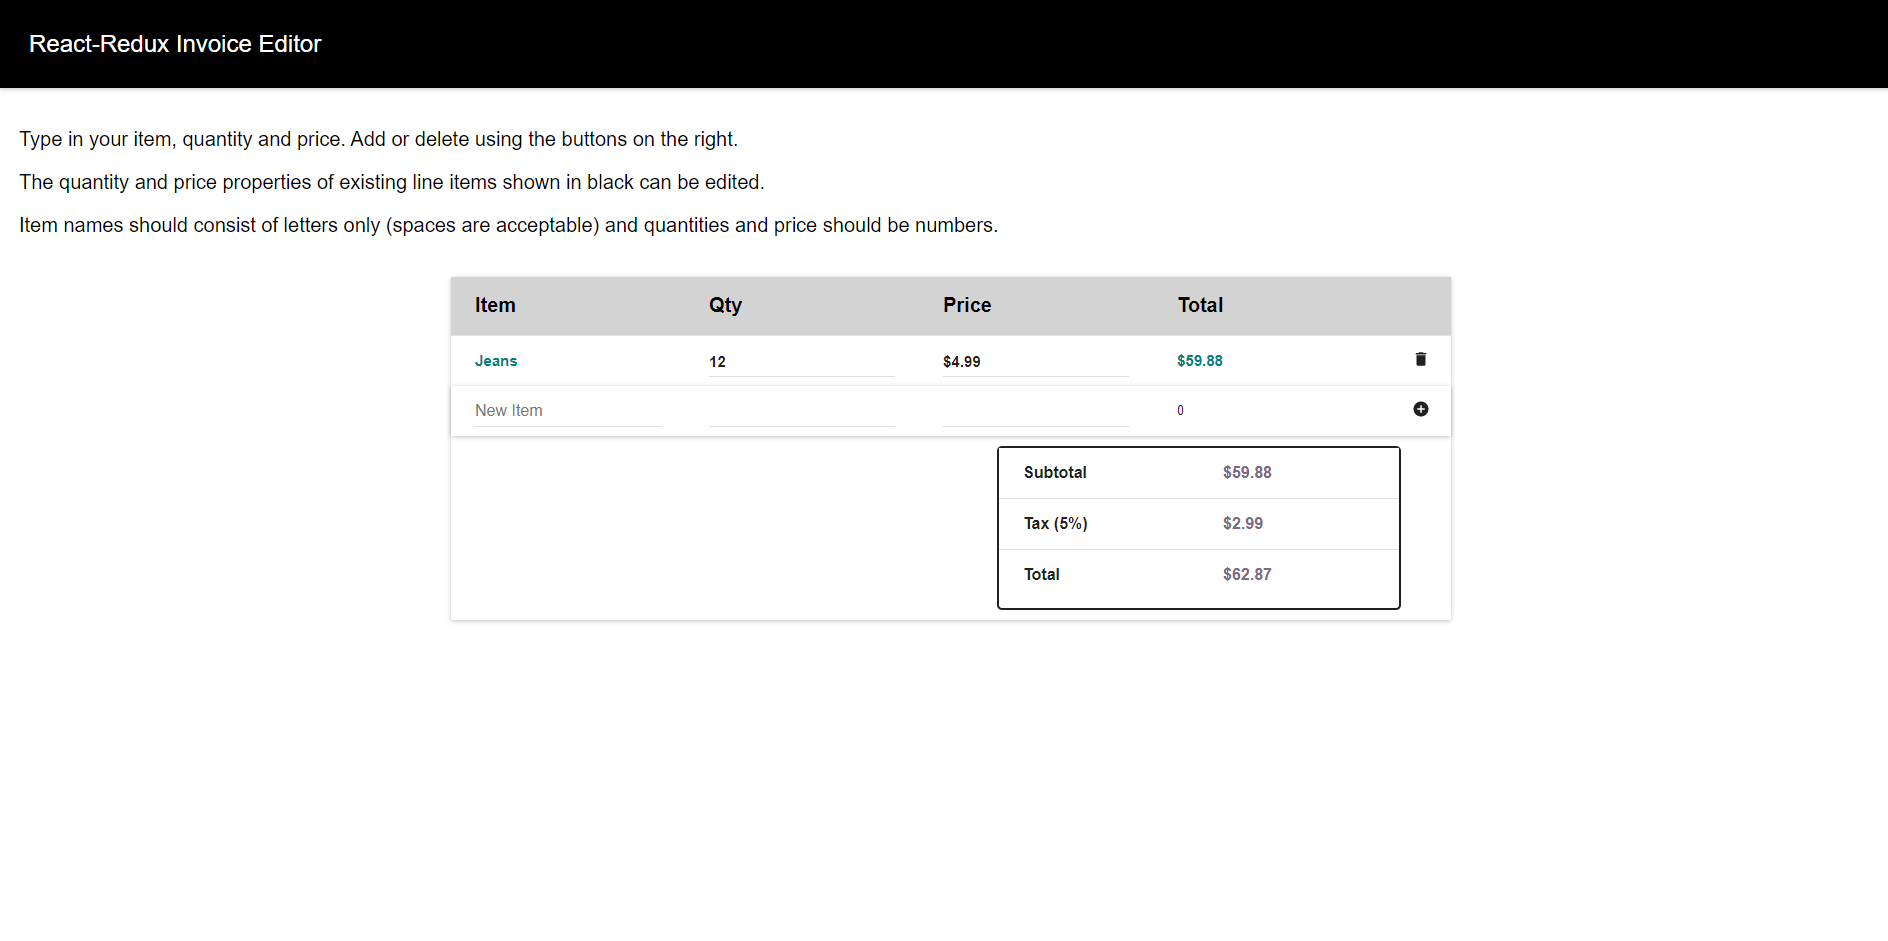 React-Redux Invoice Editor
Type in your item, quantity and price. Add or delete using the buttons on the right.
The quantity and price properties of existing line items shown in black can be edited.
Item names should consist of letters only (spaces are acceptable) and quantities and price should be numbers.
Item Qty Price Total
Jeans 12 $4.99 $59.88
New Item 0
Subtotal $59.88
Tax (5%) $2.99
Total $62.87